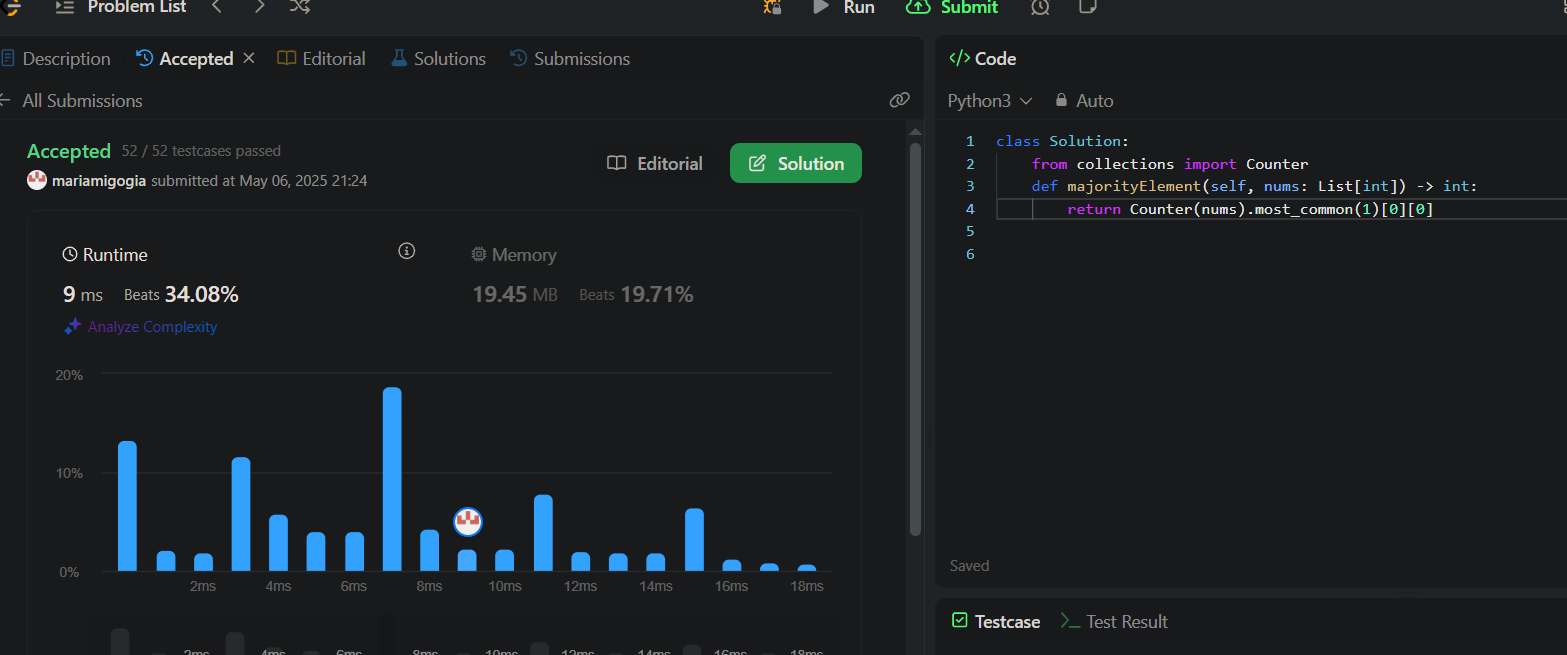 Problem List
Run
Submit
Description
Accepted
Editorial
Solutions
Submissions
All Submissions
Accepted 52 / 52 testcases passed
mariamigogia submitted at May 06, 2025 21:24
Editorial
Solution
Runtime
9 ms Beats 34.08%
Analyze Complexity
Memory
19.45 MB Beats 19.71%
20%
10%
0%
2ms 4ms 6ms 8ms 10ms 12ms 14ms 16ms 18ms
2ms 4ms 6ms 8ms 10ms 12ms 14ms 16ms 18ms
</> Code
Python3 Auto
1 class Solution:
2 from collections import Counter
3 def majorityElement(self, nums: List[int]) -> int:
4 return Counter(nums).most_common(1)[0][0]
5
6
Saved
Testcase
Test Result